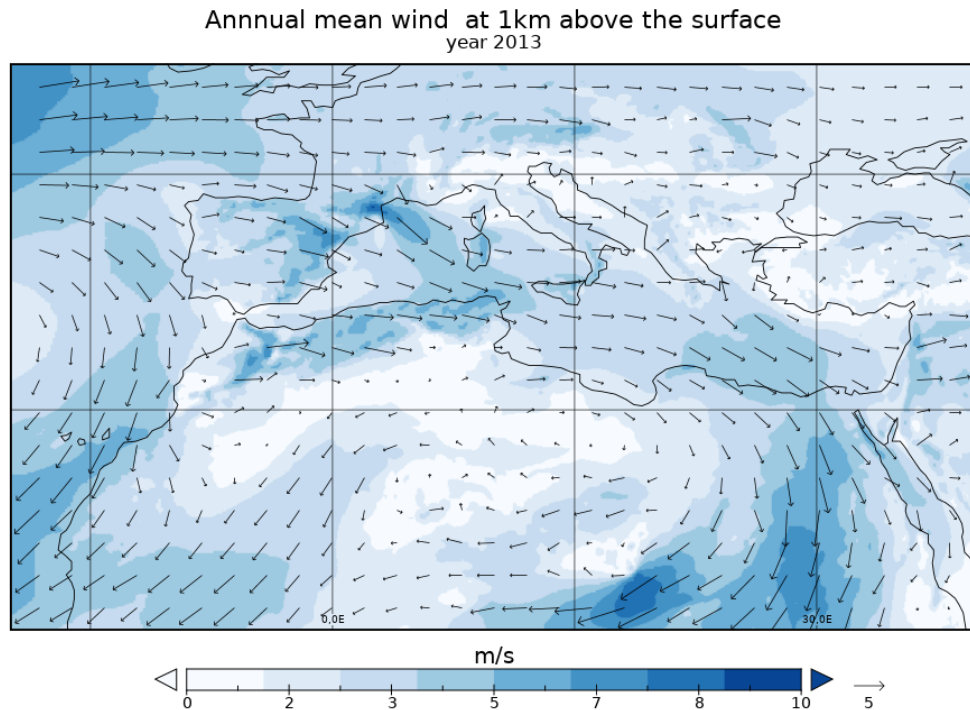 Annnual mean wind  at 1km above the surface
year 2013
0.0E 30.0E
m/s
0 2 3 5 7 8 10 5